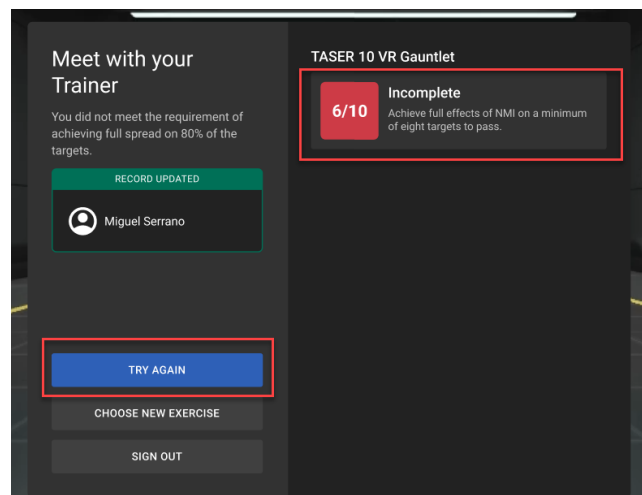 Meet with your
Trainer
You did not meet the requirement of
achieving full spread on 80% of the
targets.
RECORD UPDATED
Miguel Serrano
TRY AGAIN
CHOOSE NEW EXERCISE
SIGN OUT
TASER 10 VR Gauntlet
6/10
Incomplete
Achieve full effects of NMI on a minimum
of eight targets to pass.